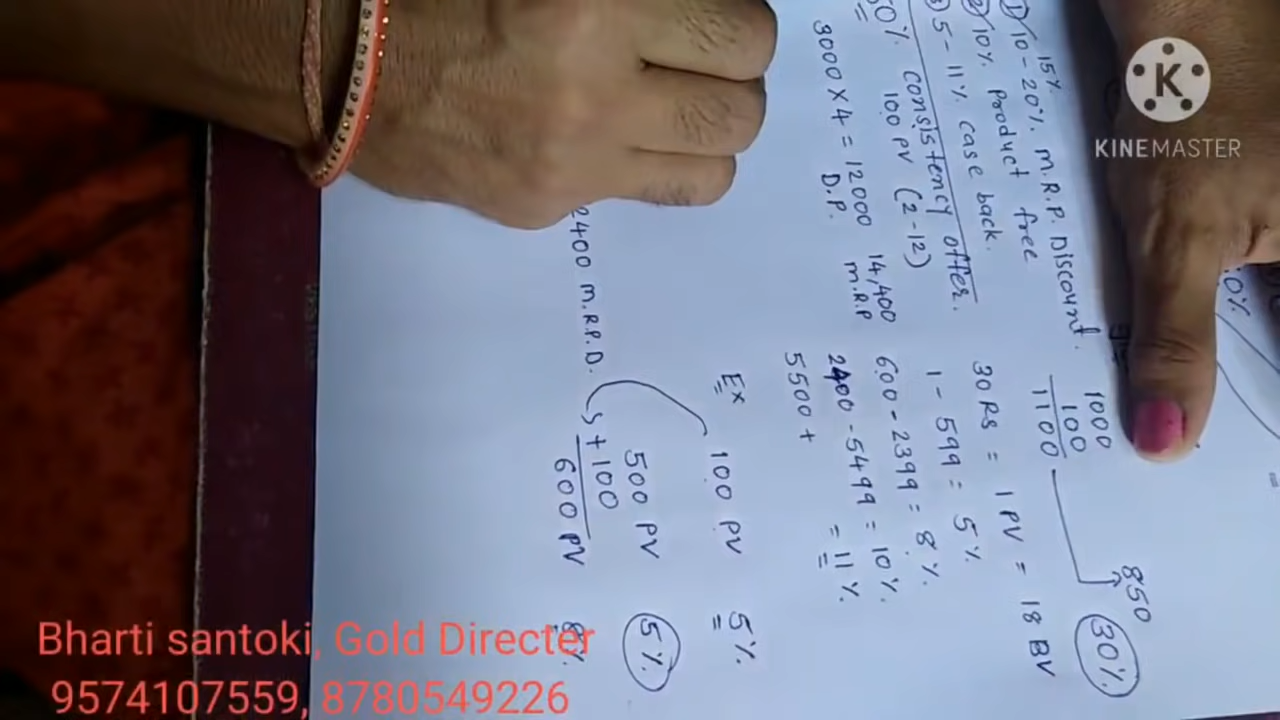 KINEMASTER
15%
1) 10-20% M.R.P. Discount.
10% Product free
5-11% case back.
50% consistency offer.
100 PV (2-12)
3000 X 4 = 12000 14,400
D.P. M.R.P
2400 M.R.P.D.
1000
100
1100
850
30%
30 RS = 1 PV = 18 BV
1 - 599 = 5%
600 - 2399 = 8%.
2400 - 5499 = 10%.
5500 + = 11%.
Ex 100 PV 5%.
500 PV 5%
+ 100
600 PV 8%.
Bharti santoki, Gold Directer
9574107559, 8780549226